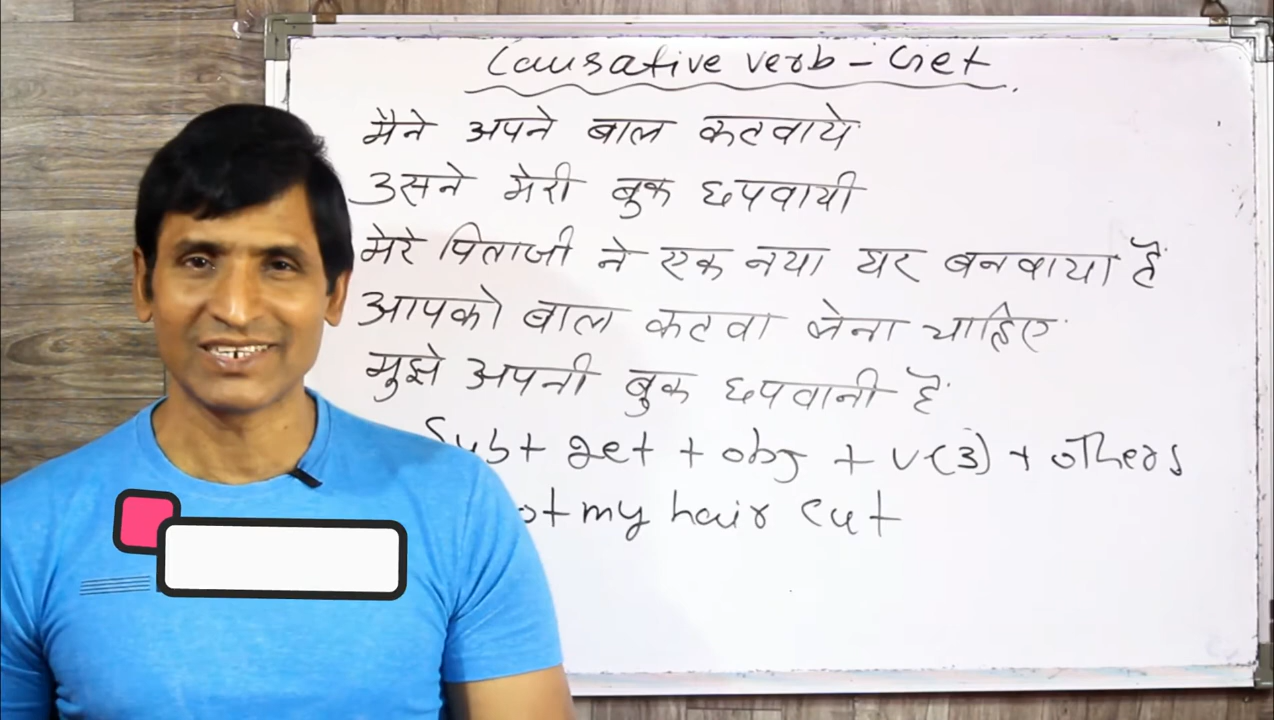 Causative verb - Get
मैने अपने बाल कटवाये
उसने मेरी बुक छपवायी
मेरे पिताजी ने एक नया घर बनवाया है
आपको बाल कटवा लेना चाहिए
मुझे अपनी बुक छपवानी है
Sub + get + obj + v(3) + others
my hair cut